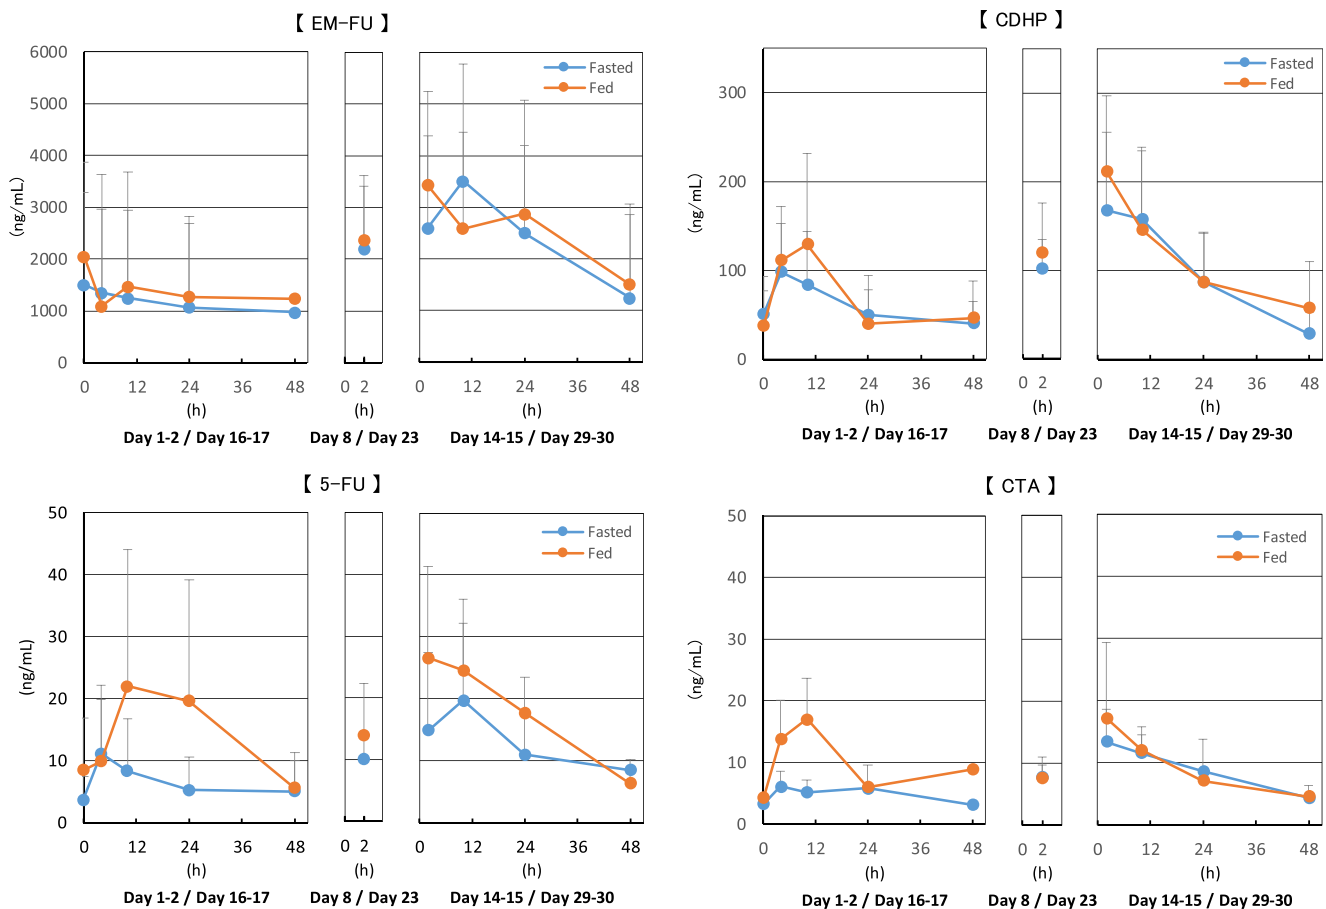 【 EM-FU 】
6000
5000
4000
3000
2000
1000
0
(ng/mL)
Fasted
Fed
0 12 24 36 48 0 2 0 12 24 36 48
(h) (h) (h)
Day 1-2 / Day 16-17 Day 8 / Day 23 Day 14-15 / Day 29-30
【 CDHP 】
300
200
100
0
(ng/mL)
Fasted
Fed
0 12 24 36 48 0 2 0 12 24 36 48
(h) (h) (h)
Day 1-2 / Day 16-17 Day 8 / Day 23 Day 14-15 / Day 29-30
【 5-FU 】
50
40
30
20
10
0
(ng/mL)
Fasted
Fed
0 12 24 36 48 0 2 0 12 24 36 48
(h) (h) (h)
Day 1-2 / Day 16-17 Day 8 / Day 23 Day 14-15 / Day 29-30
【 CTA 】
50
40
30
20
10
0
(ng/mL)
Fasted
Fed
0 12 24 36 48 0 2 0 12 24 36 48
(h) (h) (h)
Day 1-2 / Day 16-17 Day 8 / Day 23 Day 14-15 / Day 29-30